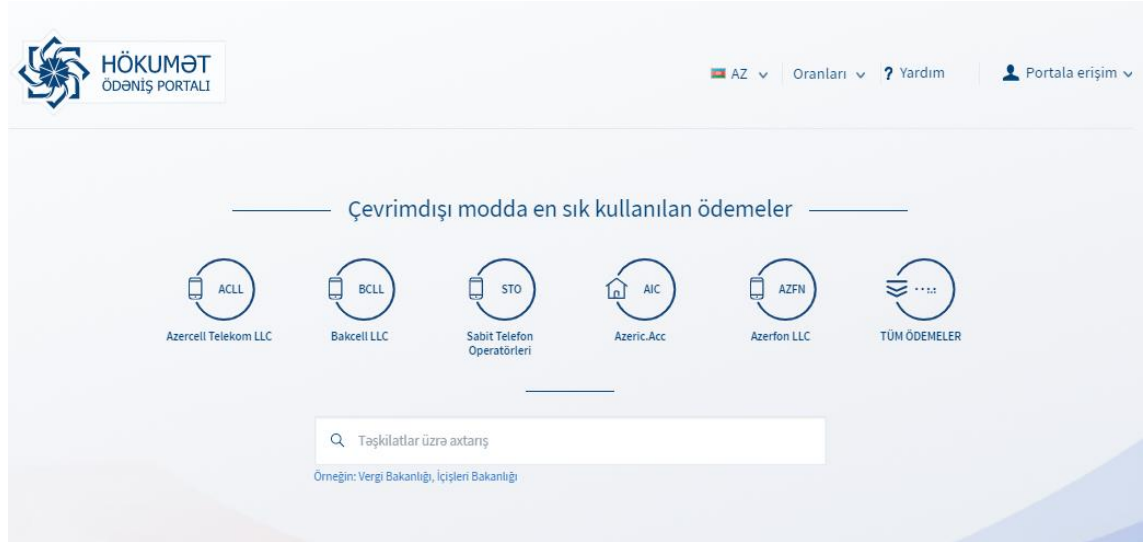 HÖKUMƏT
ÖDƏNİŞ PORTALI
AZ
Oranları
? Yardım
Portala erişim
Çevrimdışı modda en sık kullanılan ödemeler
ACLL
BCLL
STO
AIC
AZFN
Azercell Telekom LLC
Bakcell LLC
Sabit Telefon
Operatörleri
Azeric.Acc
Azerfon LLC
TÜM ÖDEMELER
Təşkilatlar üzrə axtarış
Örneğin: Vergi Bakanlığı, İçişleri Bakanlığı